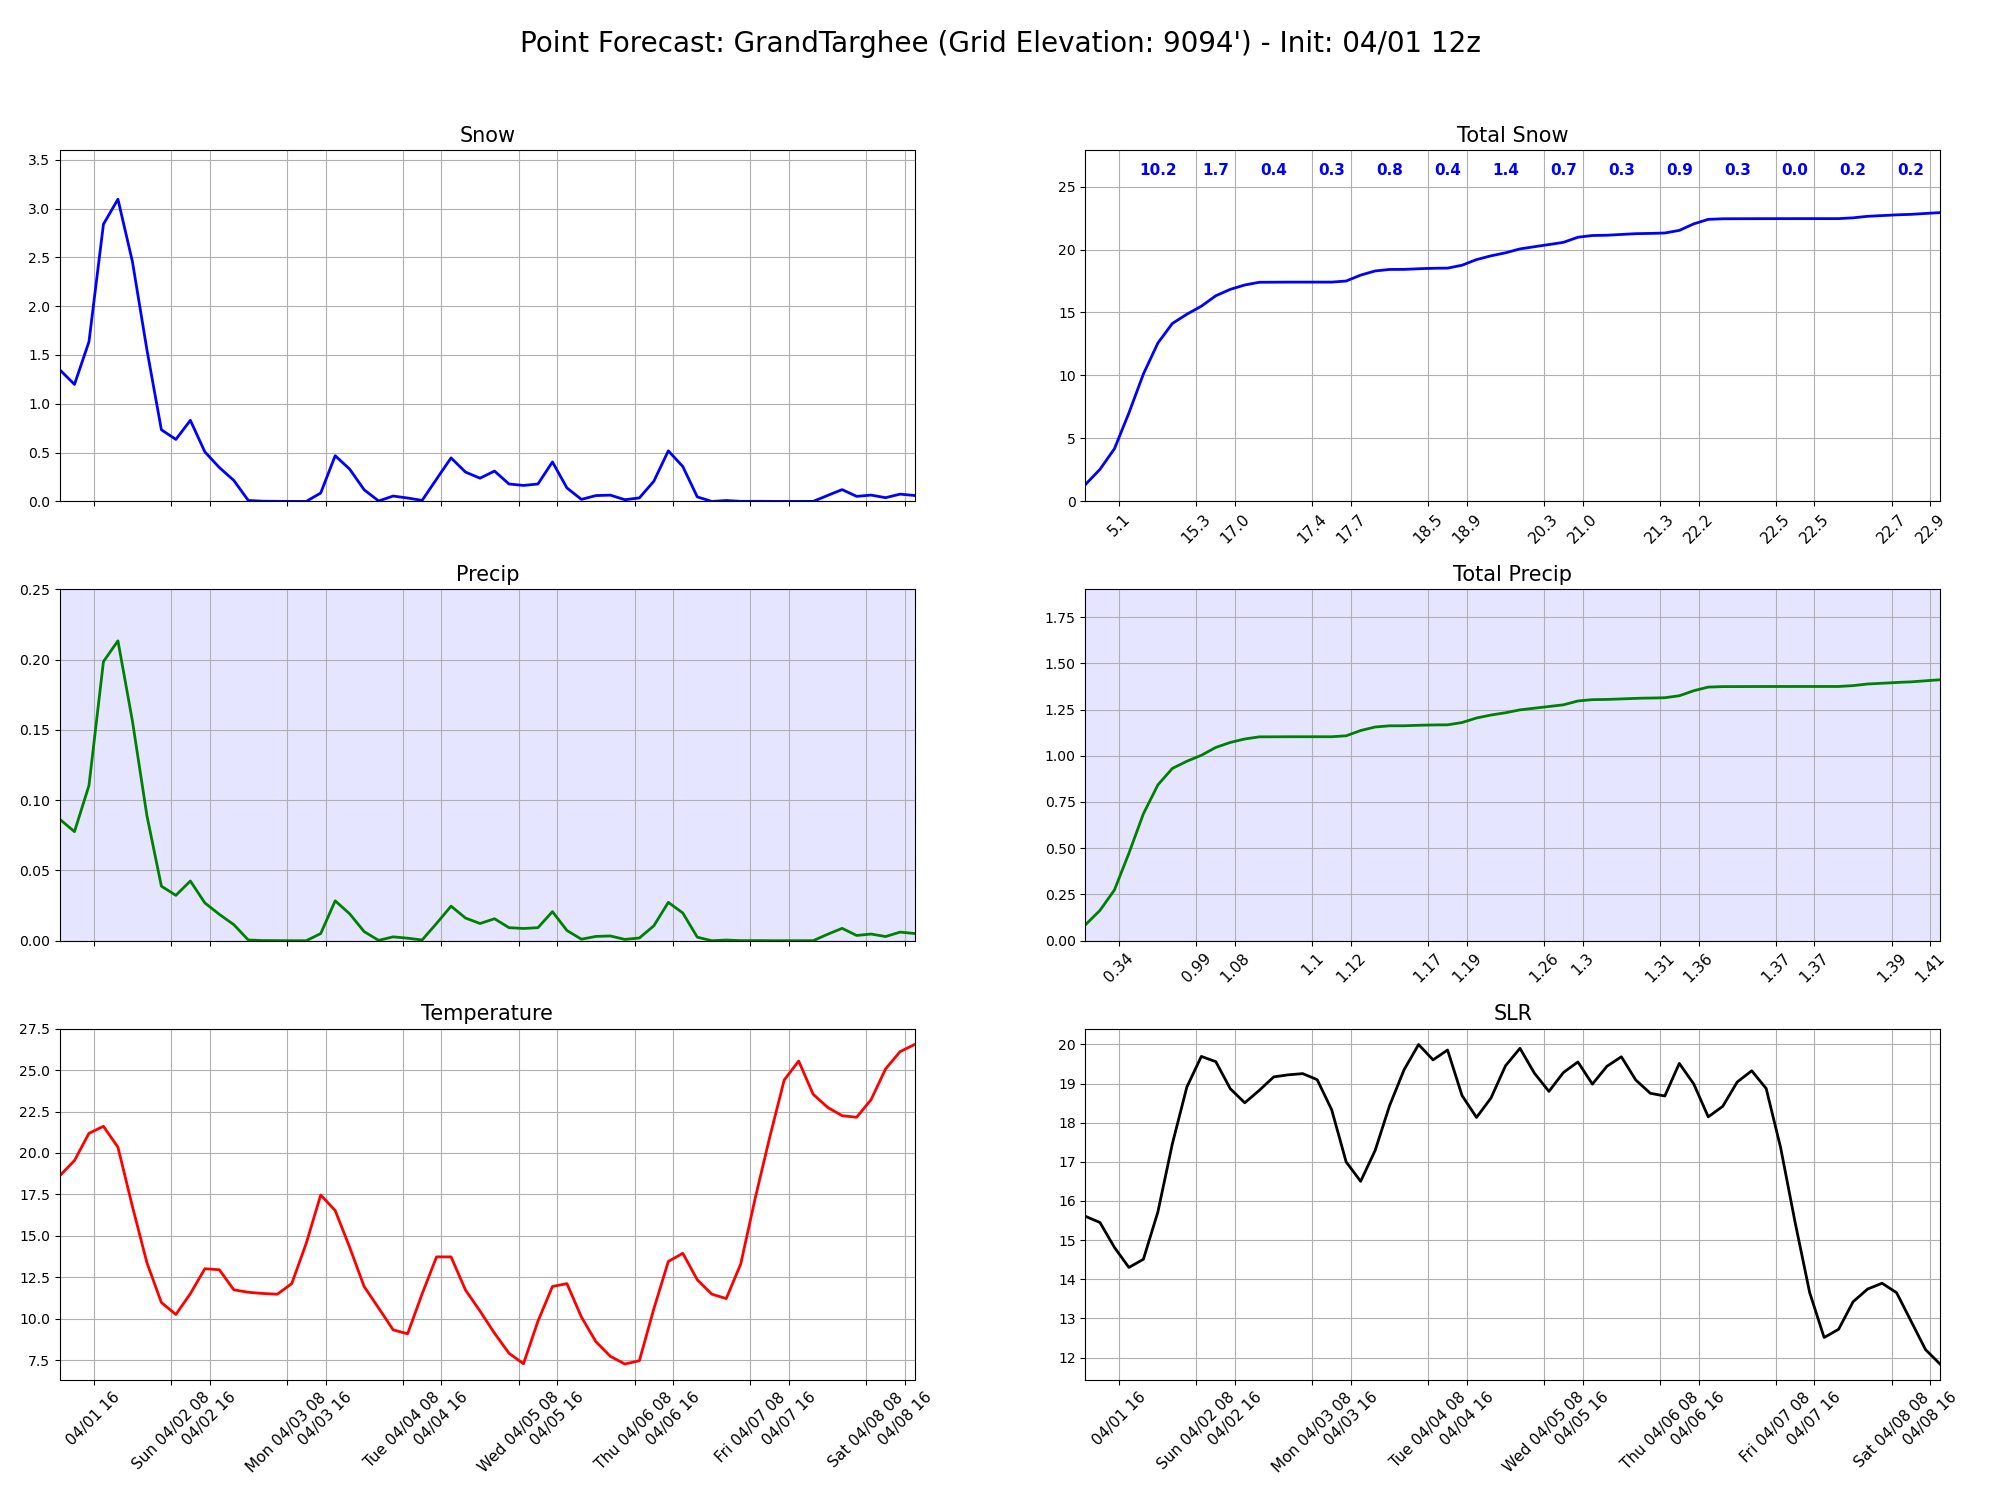 Point Forecast: GrandTarghee (Grid Elevation: 9094') - Init: 04/01 12z
Snow
3.5
3.0
2.5
2.0
1.5
1.0
0.5
0.0
Total Snow
10.2 1.7 0.4 0.3 0.8 0.4 1.4 0.7 0.3 0.9 0.3 0.0 0.2 0.2
25
20
15
10
5
0
5.1 15.3 17.0 17.4 17.7 18.5 18.9 20.3 21.0 21.3 22.2 22.5 22.5 22.7 22.9
Precip
0.25
0.20
0.15
0.10
0.05
0.00
Total Precip
1.75
1.50
1.25
1.00
0.75
0.50
0.25
0.00
0.34 0.99 1.08 1.1 1.12 1.17 1.19 1.26 1.3 1.31 1.36 1.37 1.37 1.39 1.41
Temperature
27.5
25.0
22.5
20.0
17.5
15.0
12.5
10.0
7.5
04/01 16
Sun 04/02 08
04/02 16
Mon 04/03 08
04/03 16
Tue 04/04 08
04/04 16
Wed 04/05 08
04/05 16
Thu 04/06 08
04/06 16
Fri 04/07 08
04/07 16
Sat 04/08 08
04/08 16
SLR
20
19
18
17
16
15
14
13
12
04/01 16
Sun 04/02 08
04/02 16
Mon 04/03 08
04/03 16
Tue 04/04 08
04/04 16
Wed 04/05 08
04/05 16
Thu 04/06 08
04/06 16
Fri 04/07 08
04/07 16
Sat 04/08 08
04/08 16